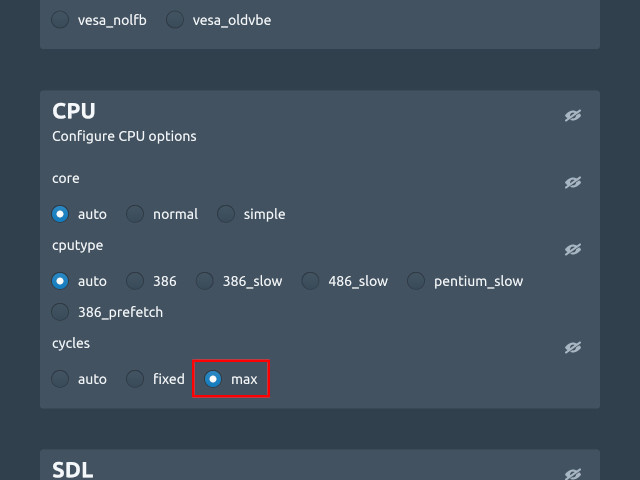 vesa_nolfb vesa_oldvbe
CPU
Configure CPU options
core
auto normal simple
cputype
auto 386 386_slow 486_slow pentium_slow
386_prefetch
cycles
auto fixed max
SDL